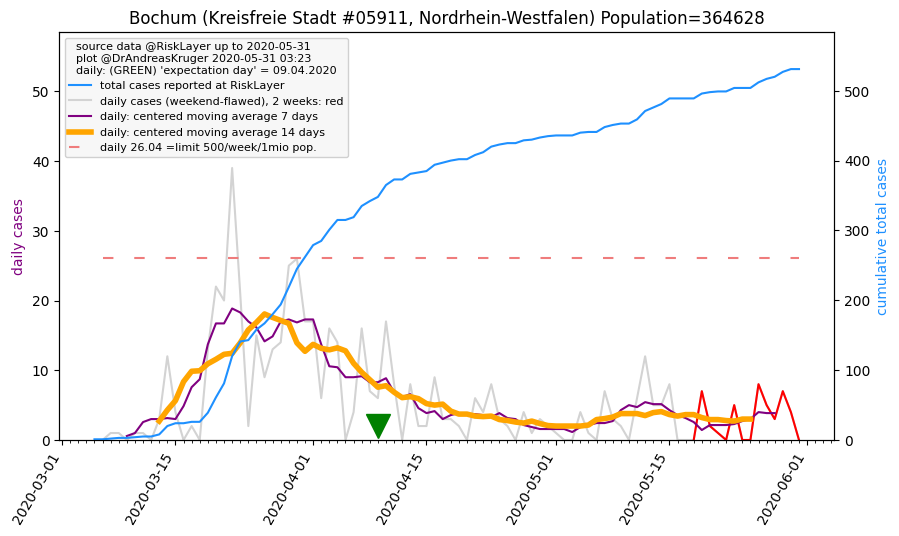 Bochum (Kreisfreie Stadt #05911, Nordrhein-Westfalen) Population=364628
source data @RiskLayer up to 2020-05-31
plot @DrAndreasKruger 2020-05-31 03:23
daily: (GREEN) 'expectation day' = 09.04.2020
total cases reported at RiskLayer
daily cases (weekend-flawed), 2 weeks: red
daily: centered moving average 7 days
daily: centered moving average 14 days
daily 26.04 =limit 500/week/1mio pop.
daily cases
50
40
30
20
10
0
cumulative total cases
500
400
300
200
100
0
2020-03-01
2020-03-15
2020-04-01
2020-04-15
2020-05-01
2020-05-15
2020-06-01